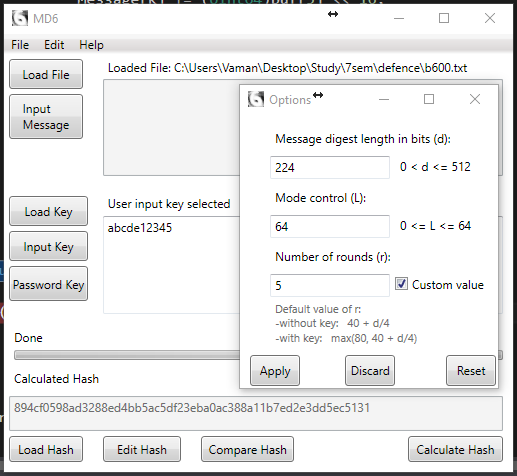 MD6
File Edit Help
Load File
Loaded File: C:\Users\Vaman\Desktop\Study\7sem\defence\b600.txt
Input
Message
Load Key
User input key selected
Input Key
abcde12345
Password Key
Done
Calculated Hash
894cf0598ad3288ed4bb5ac5df23eba0ac388a11b7ed2e3dd5ec5131
Load Hash
Edit Hash
Compare Hash
Calculate Hash
Options
Message digest length in bits (d):
224
0 < d <= 512
Mode control (L):
64
0 <= L <= 64
Number of rounds (r):
5
Custom value
Default value of r:
-without key: 40 + d/4
-with key: max(80, 40 + d/4)
Apply
Discard
Reset